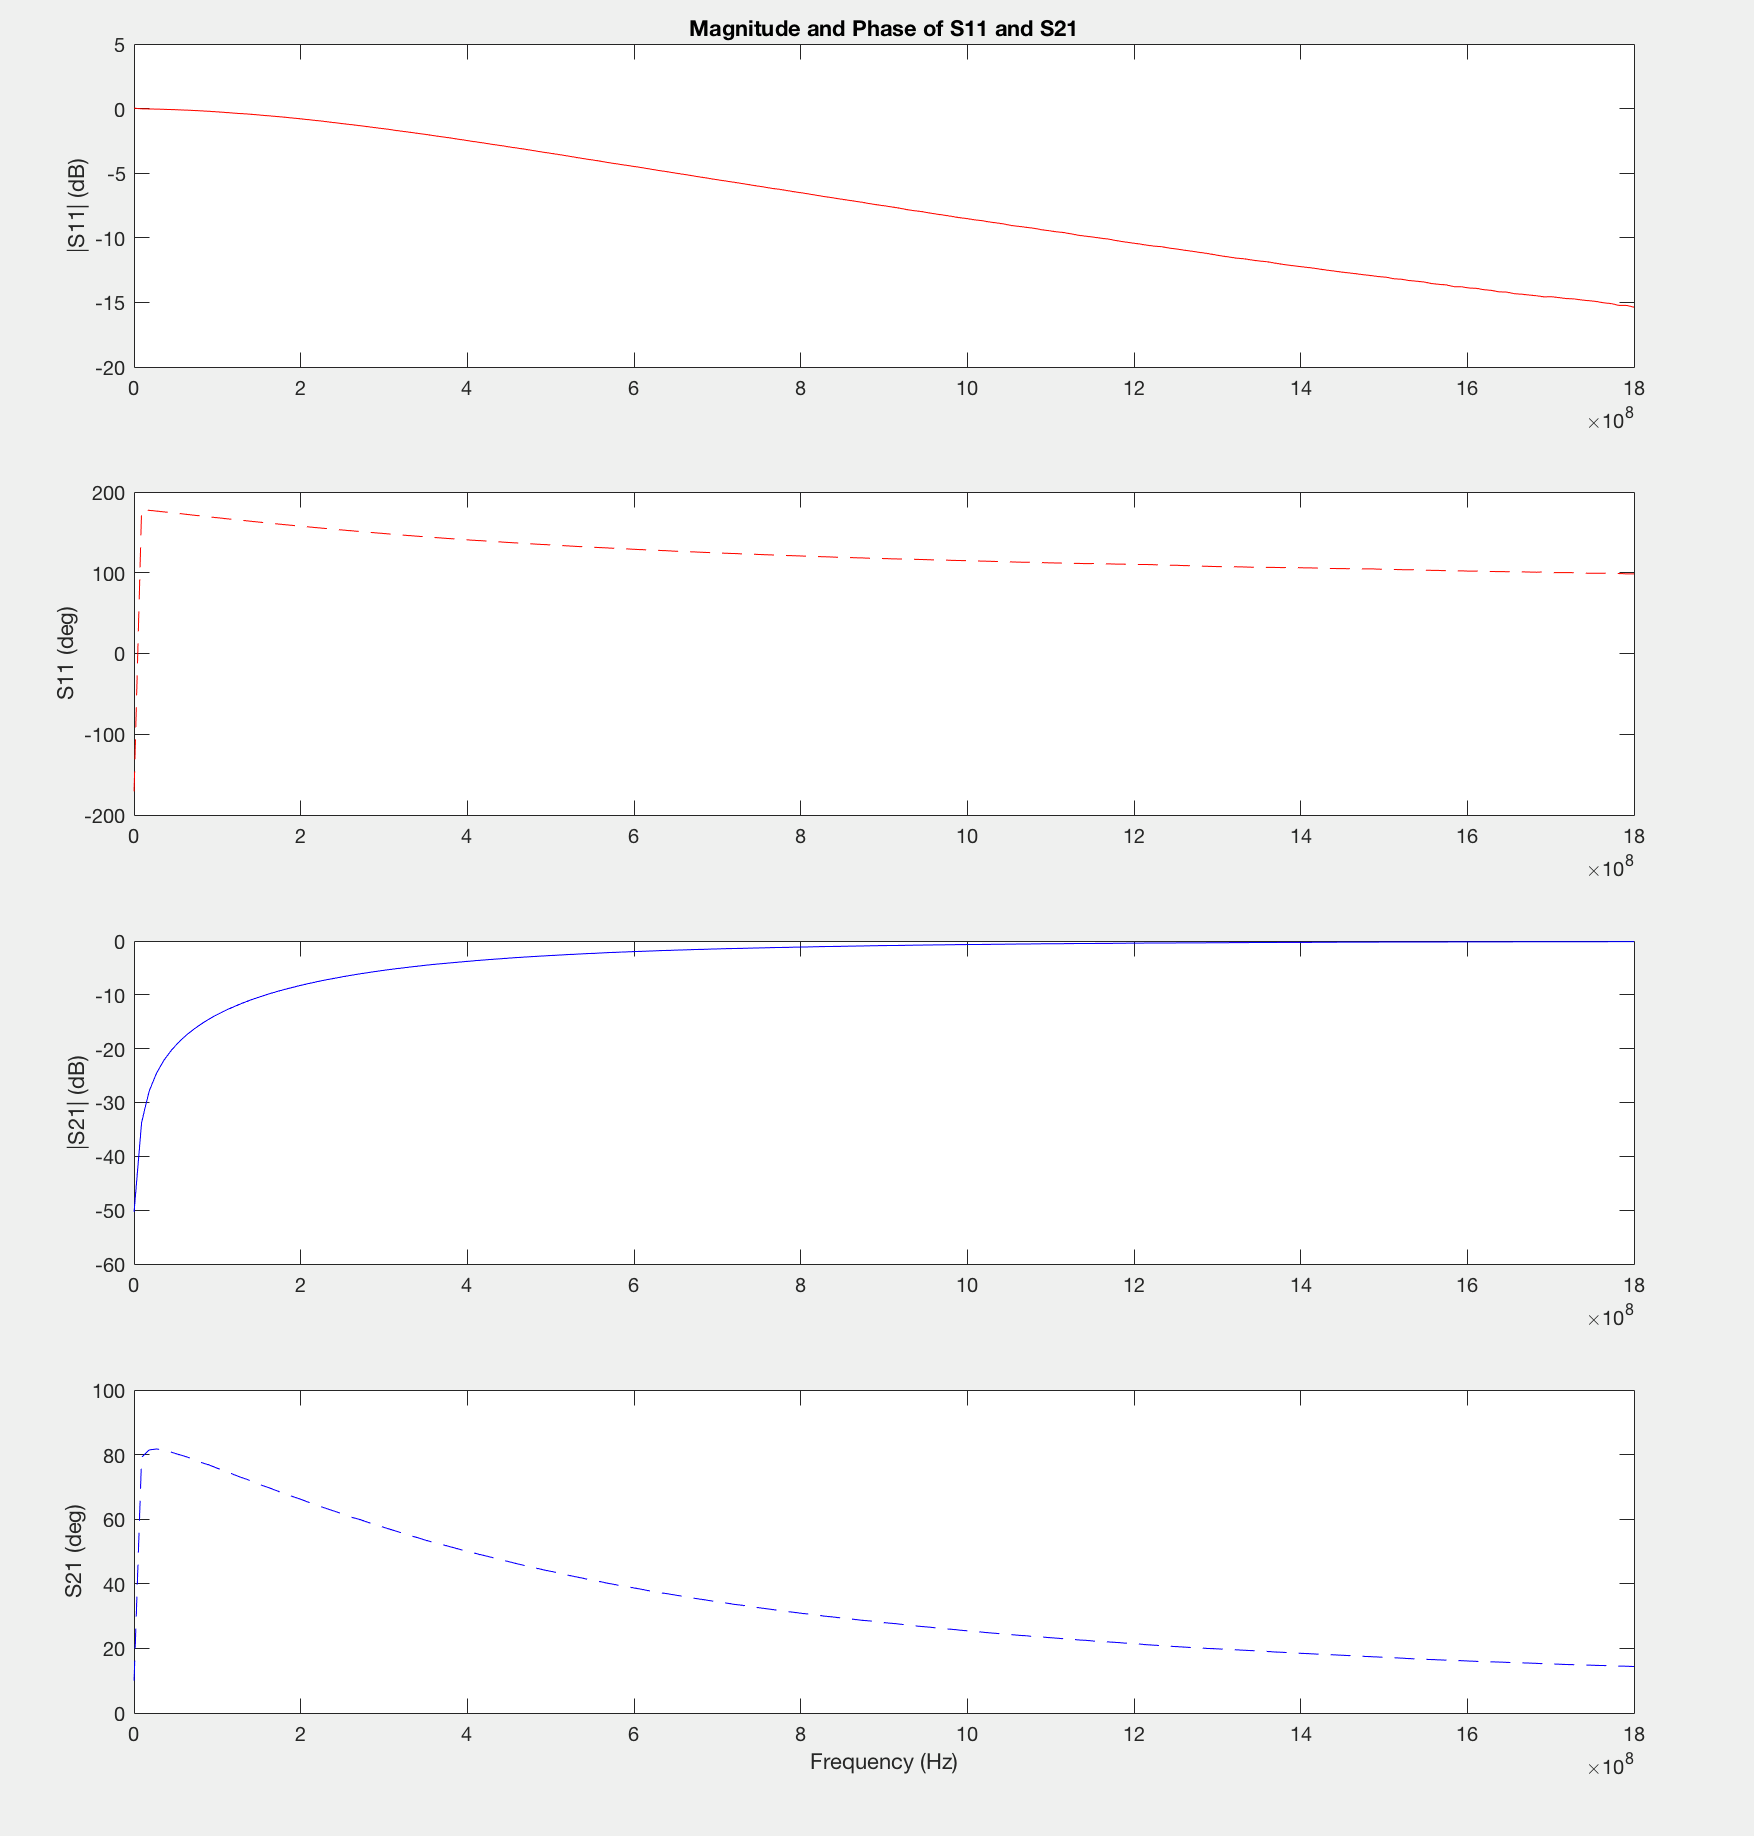 Magnitude and Phase of S11 and S21
5
0
-5
-10
-15
-20
|S11| (dB)
0 2 4 6 8 10 12 14 16 18
×10^8
200
100
0
-100
-200
S11 (deg)
0 2 4 6 8 10 12 14 16 18
×10^8
0
-10
-20
-30
-40
-50
-60
|S21| (dB)
0 2 4 6 8 10 12 14 16 18
×10^8
100
80
60
40
20
0
S21 (deg)
0 2 4 6 8 10 12 14 16 18
Frequency (Hz)
×10^8